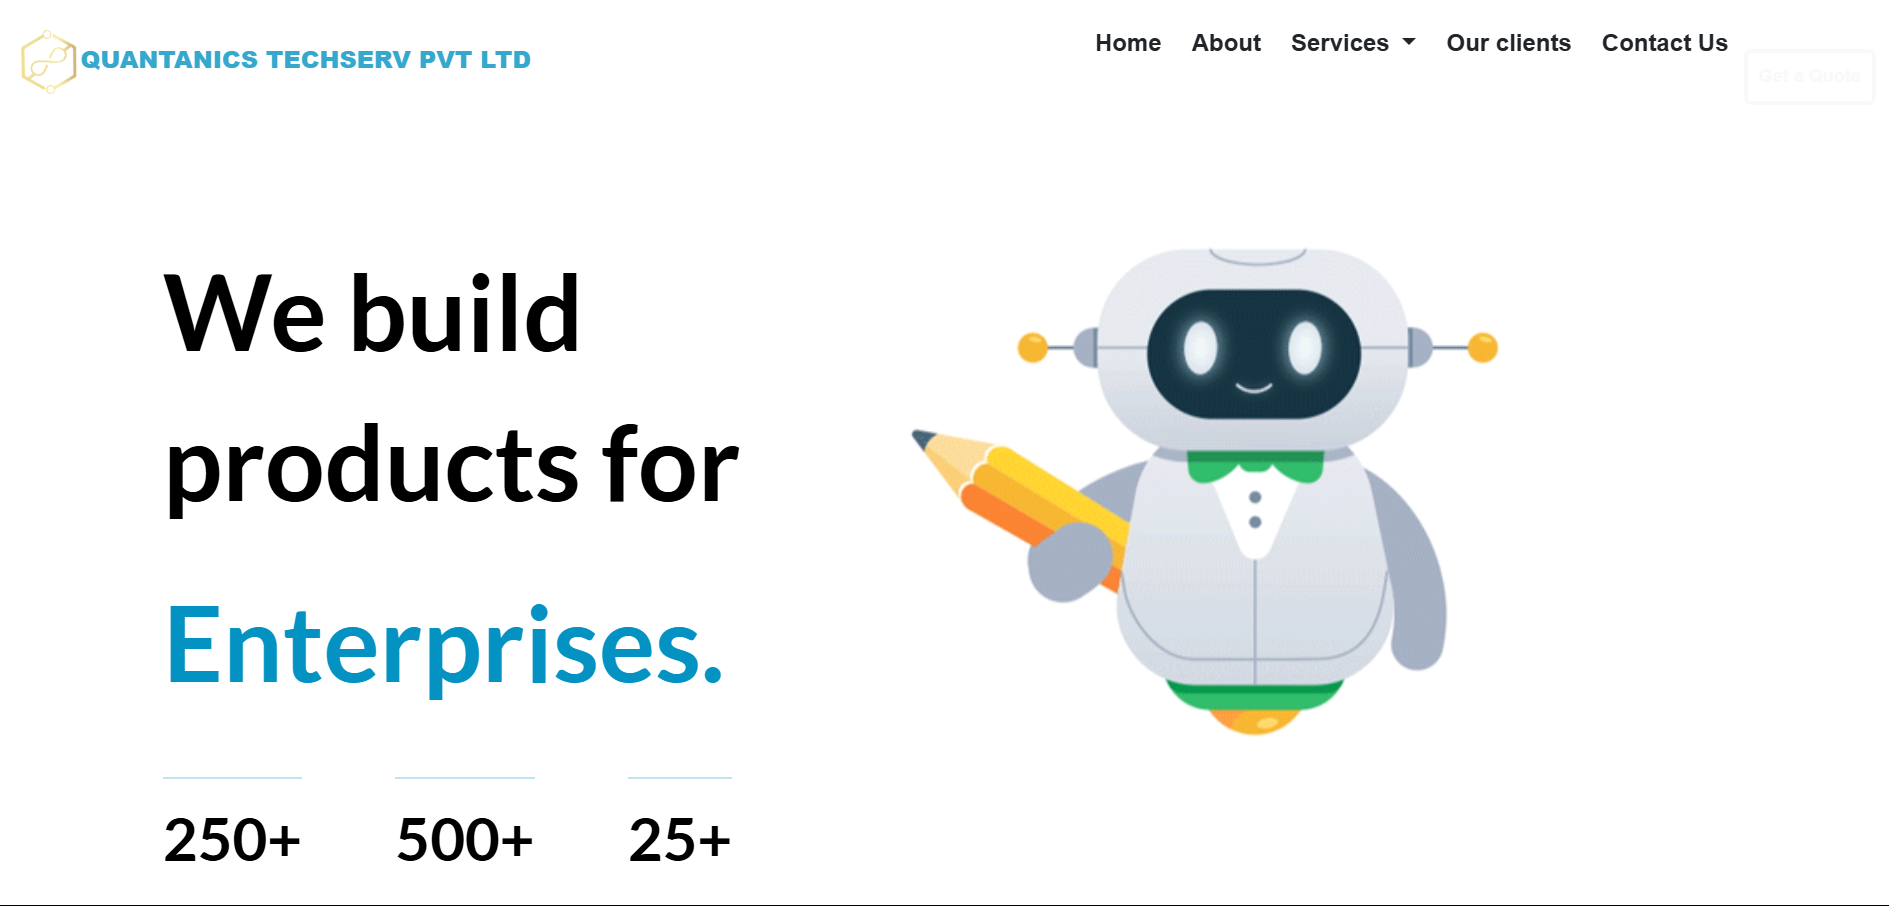 QUANTANICS TECHSERV PVT LTD
Home About Services Our clients Contact Us
Get a Quote
We build
products for
Enterprises.
250+ 500+ 25+